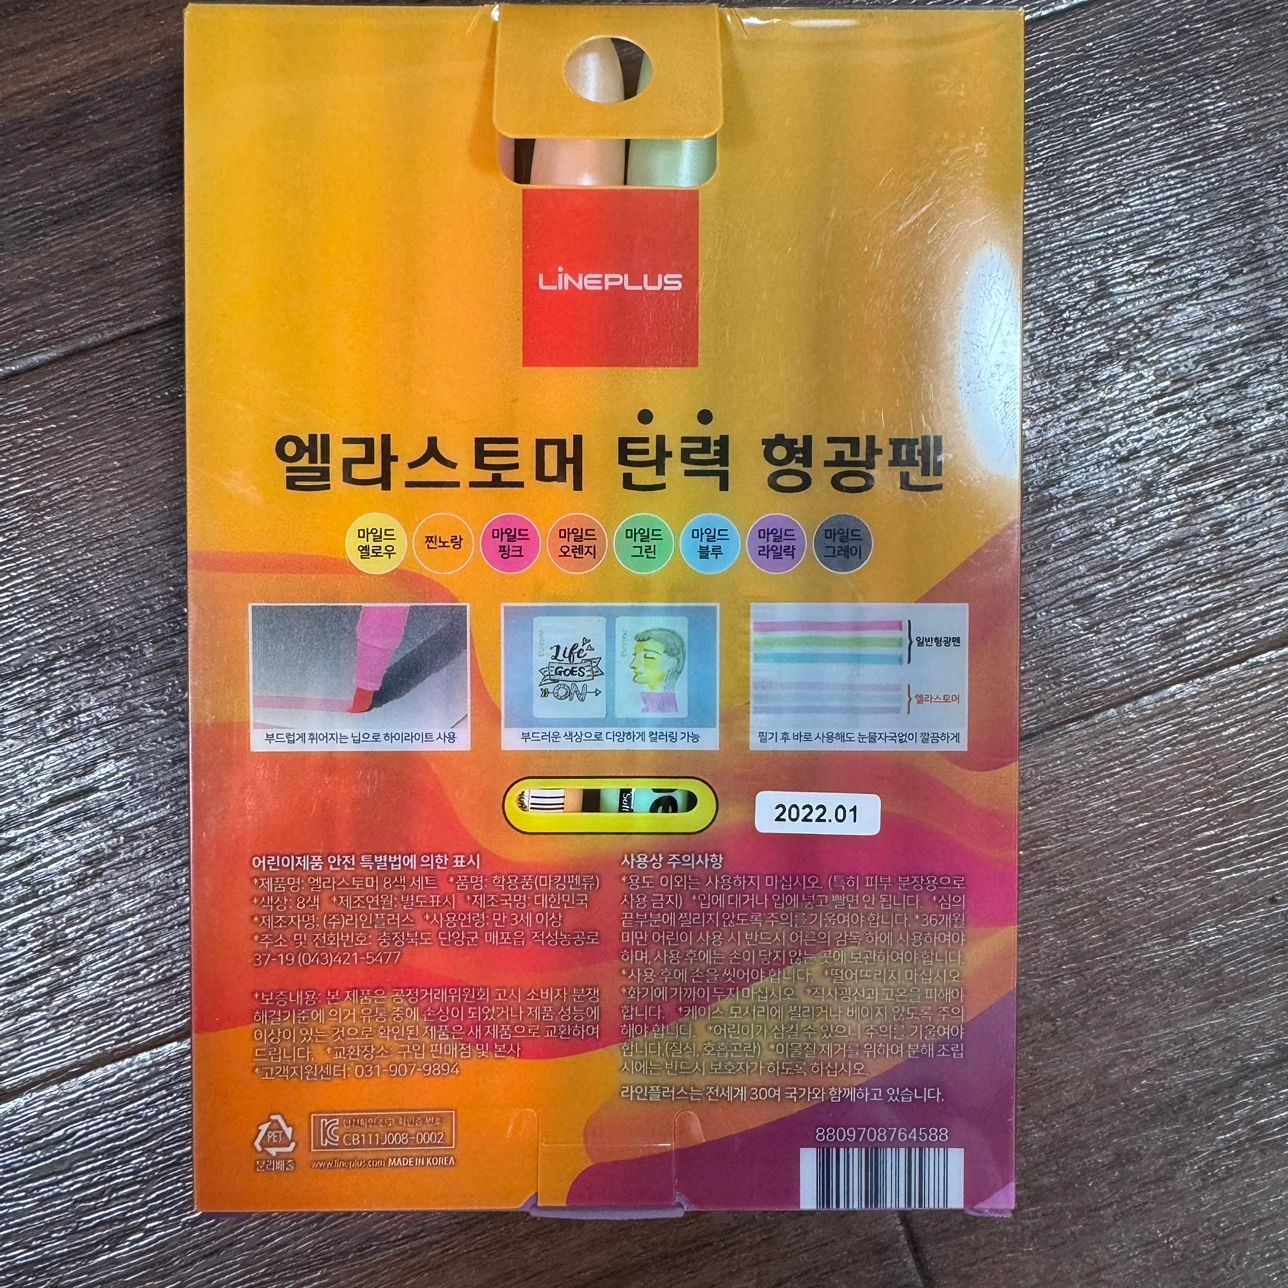 LINEPLUS
엘라스토머 탄력 형광펜
마일드 옐로우
찐노랑
마일드 핑크
마일드 오렌지
마일드 그린
마일드 블루
마일드 라일락
마일드 그레이
Life
GOES
ON
일반형광펜
엘라스토머
부드럽게 휘어지는 닙으로 하이라이트 사용
부드러운 색상으로 다양하게 컬러링 가능
필기 후 바로 사용해도 눈물자국없이 깔끔하게
2022.01
어린이제품 안전 특별법에 의한 표시
*제품명: 엘라스토머 8색 세트 *품명: 학용품(마킹펜류)
*색상: 8색 *제조연월: 별도표시 *제조국명: 대한민국
*제조자명: (주)라인플러스 *사용연령: 만 3세 이상
*주소 및 전화번호: 충청북도 단양군 매포읍 적성농공로
37-19 (043)421-5477
*보증내용: 본 제품은 공정거래위원회 고시 소비자 분쟁
해결기준에 의거 유통 중에 손상이 되었거나 제품 성능에
이상이 있는 것으로 확인된 제품은 새 제품으로 교환하여
드립니다. *교환장소: 구입 판매점 및 본사
*고객지원센터: 031-907-9894
사용상 주의사항
*용도 이외는 사용하지 마십시오. (특히 피부 분장용으로
사용 금지) *입에 대거나 입에 넣고 빨면 안 됩니다. *심의
끝부분에 찔리지 않도록 주의를 기울여야 합니다. *36개월
미만 어린이 사용 시 반드시 어른의 감독 하에 사용하여야
하며, 사용 후에는 손이 닿지 않는 곳에 보관하여야 합니다.
*사용 후에 손을 씻어야 합니다. *떨어뜨리지 마십시오.
*화기에 가까이 두지 마십시오. *직사광선과 고온을 피해야
합니다. *케이스 모서리에 찔리거나 베이지 않도록 주의
해야 합니다. *어린이가 삼킬 수 있으니 주의를 기울여야
합니다.(질식, 호흡곤란) *이물질 제거를 위하여 분해 조립
시에는 반드시 보호자가 하도록 하십시오.
라인플러스는 전세계 30여 국가와 함께하고 있습니다.
PET
분리배출
CB111J008-0002
www.lineplus.com MADE IN KOREA
8809708764588